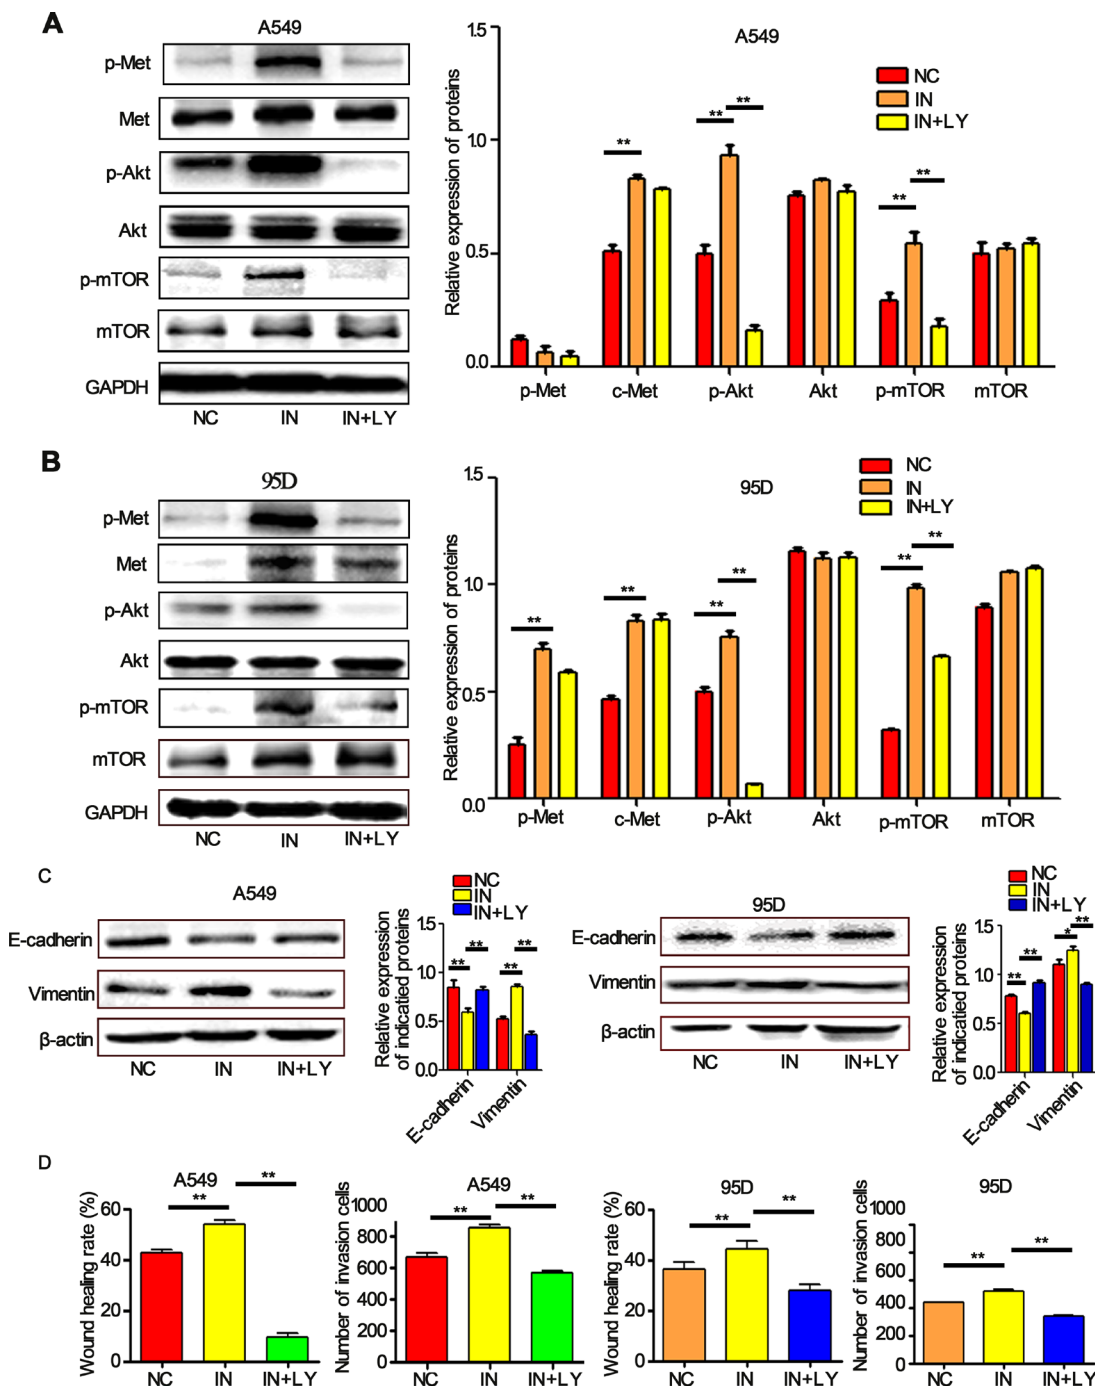 A
A549
p-Met
Met
p-Akt
Akt
p-mTOR
mTOR
GAPDH
NC IN IN+LY
A549
NC
IN
IN+LY
Relative expression of proteins
1.5
1.0
0.5
0.0
** ** ** ** **
p-Met c-Met p-Akt Akt p-mTOR mTOR
B
95D
p-Met
Met
p-Akt
Akt
p-mTOR
mTOR
GAPDH
NC IN IN+LY
95D
NC
IN
IN+LY
Relative expression of proteins
1.5
1.0
0.5
0.0
** ** ** ** ** **
p-Met c-Met p-Akt Akt p-mTOR mTOR
C
A549
E-cadherin
Vimentin
β-actin
NC IN IN+LY
NC
IN
IN+LY
Relative expression
of indicatied proteins
1.5
1.0
0.5
0.0
** ** ** **
E-cadherin Vimentin
95D
E-cadherin
Vimentin
β-actin
NC IN IN+LY
NC
IN
IN+LY
Relative expression
of indicatied proteins
1.5
1.0
0.5
0.0
** ** * **
E-cadherin Vimentin
D
A549
Wound healing rate (%)
60
40
20
0
** **
NC IN IN+LY
A549
Number of invasion cells
1000
800
600
400
200
0
** **
NC IN IN+LY
95D
Wound healing rate (%)
60
40
20
0
** **
NC IN IN+LY
95D
Number of invasion cells
1000
800
600
400
200
0
** **
NC IN IN+LY